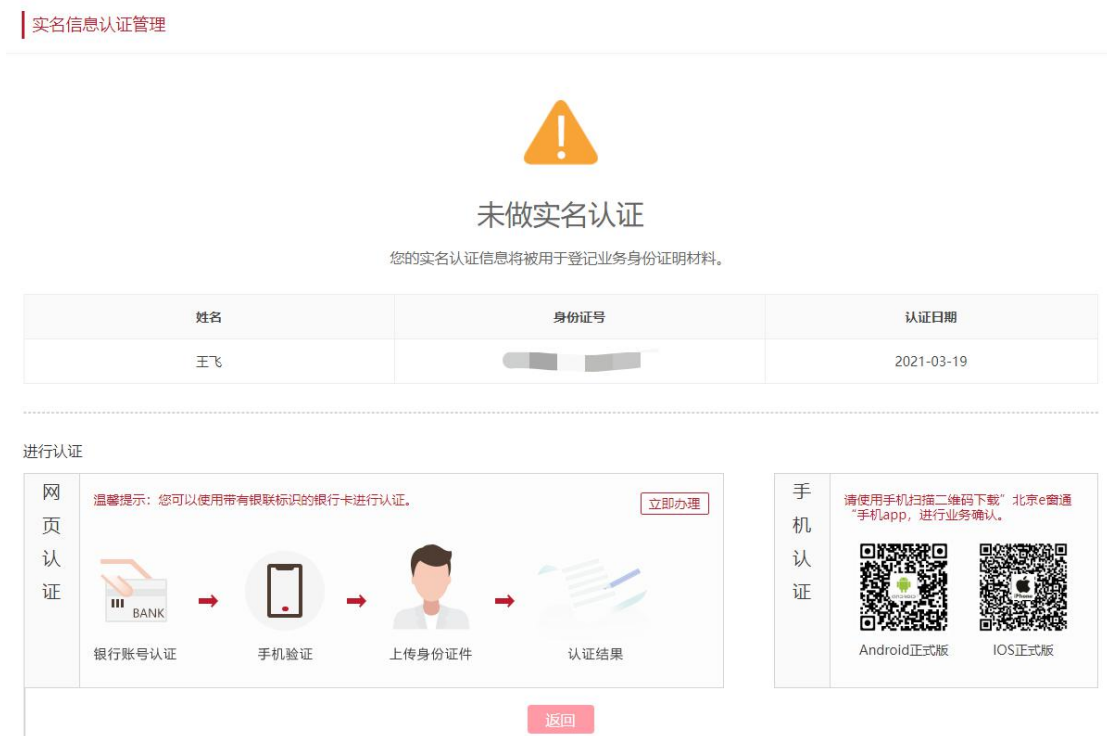 实名信息认证管理
未做实名认证
您的实名认证信息将被用于登记业务身份证明材料。
姓名 身份证号 认证日期
王飞 2021-03-19
进行认证
网页认证
温馨提示：您可以使用带有银联标识的银行卡进行认证。
立即办理
BANK
银行账号认证 手机验证 上传身份证件 认证结果
手机认证
请使用手机扫描二维码下载”北京e窗通
“手机app，进行业务确认。
iPhone
Android正式版 IOS正式版
返回